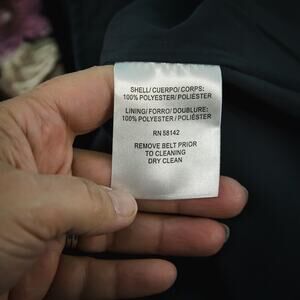 SHELL/CUERPO/CORPS:
100% POLYESTER/POLIÉSTER
LINING/FORRO/DOUBLURE:
100% POLYESTER/POLIÉSTER
RN 58142
REMOVE BELT PRIOR
TO CLEANING
DRY CLEAN